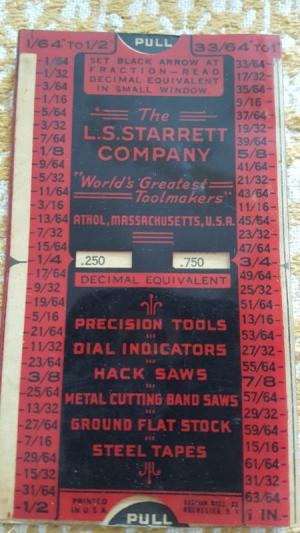 1/64" TO 1/2
PULL
33/64" TO 1"
SET BLACK ARROW AT
FRACTION-READ
DECIMAL EQUIVALENT
IN SMALL WINDOW
The
L.S. STARRETT
COMPANY
"World's Greatest
Toolmakers"
ATHOL, MASSACHUSETTS, U.S.A.
.250
.750
DECIMAL EQUIVALENT
PRECISION TOOLS
DIAL INDICATORS
HACK SAWS
METAL CUTTING BAND SAWS
GROUND FLAT STOCK
STEEL TAPES
PRINTED
IN U.S.A.
PULL
1/64
1/32
3/64
1/16
5/64
3/32
7/64
1/8
9/64
5/32
11/64
3/16
13/64
7/32
15/64
1/4
17/64
9/32
19/64
5/16
21/64
11/32
23/64
3/8
25/64
13/32
27/64
7/16
29/64
15/32
31/64
1/2
33/64
17/32
35/64
9/16
37/64
19/32
39/64
5/8
41/64
21/32
43/64
11/16
45/64
23/32
47/64
3/4
49/64
25/32
51/64
13/16
53/64
27/32
55/64
7/8
57/64
29/32
59/64
15/16
61/64
31/32
63/64
1 IN.